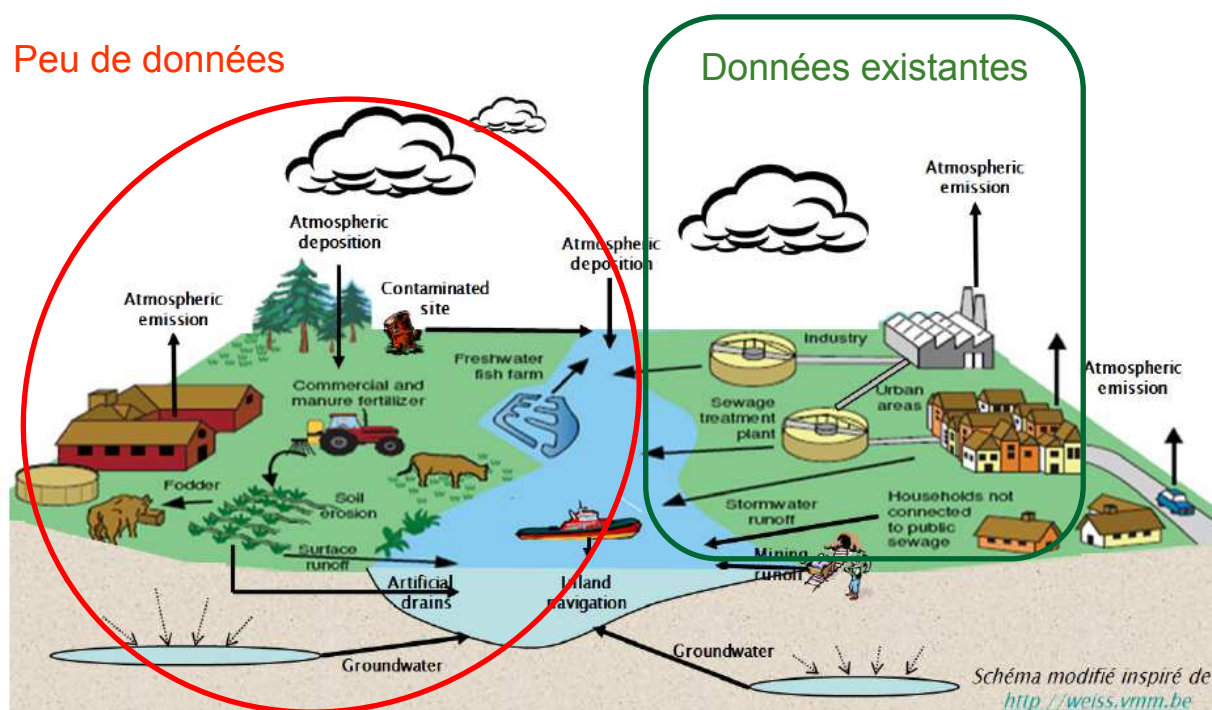 Peu de données
Données existantes
Atmospheric
emission
Atmospheric
deposition
Atmospheric
deposition
Contaminated
site
Atmospheric
emission
Industry
Freshwater
fish farm
Atmospheric
emission
Commercial and
manure fertilizer
Urban
areas
Sewage
treatment
plant
Fodder
Soil
erosion
Stormwater
runoff
Households not
connected
to public
sewage
Surface
runoff
Mining
runoff
Artificial
drains
Inland
navigation
Groundwater
Groundwater
Schéma modifié inspiré de
http://weiss.vmm.be